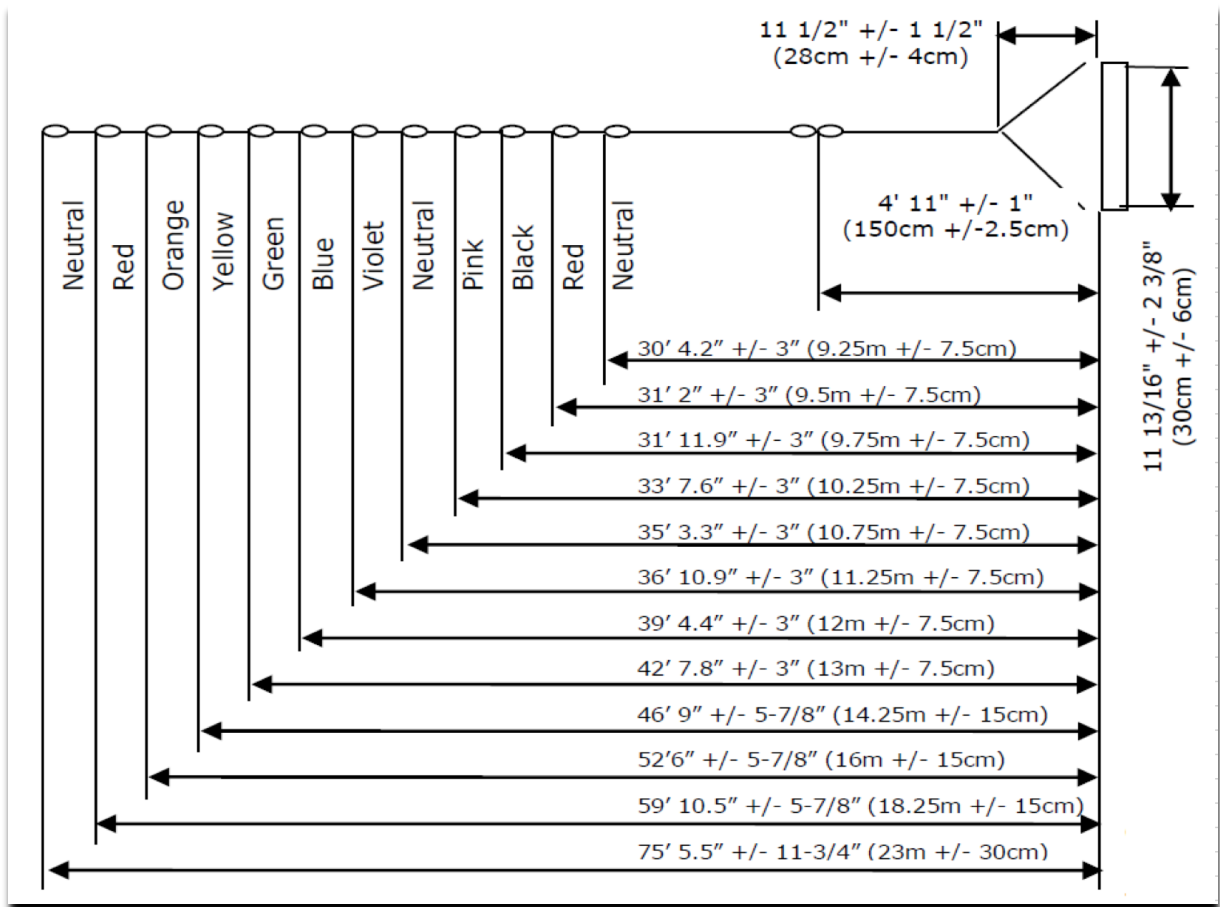 11 1/2" +/- 1 1/2"
(28cm +/- 4cm)
4' 11" +/- 1"
(150cm +/-2.5cm)
11 13/16" +/- 2 3/8"
(30cm +/- 6cm)
Neutral
Red
Orange
Yellow
Green
Blue
Violet
Neutral
Pink
Black
Red
Neutral
30′ 4.2″ +/- 3″ (9.25m +/- 7.5cm)
31′ 2″ +/- 3″ (9.5m +/- 7.5cm)
31′ 11.9″ +/- 3″ (9.75m +/- 7.5cm)
33′ 7.6″ +/- 3″ (10.25m +/- 7.5cm)
35′ 3.3″ +/- 3″ (10.75m +/- 7.5cm)
36′ 10.9″ +/- 3″ (11.25m +/- 7.5cm)
39′ 4.4″ +/- 3″ (12m +/- 7.5cm)
42′ 7.8″ +/- 3″ (13m +/- 7.5cm)
46′ 9″ +/- 5-7/8″ (14.25m +/- 15cm)
52′6″ +/- 5-7/8″ (16m +/- 15cm)
59′ 10.5″ +/- 5-7/8″ (18.25m +/- 15cm)
75′ 5.5″ +/- 11-3/4″ (23m +/- 30cm)